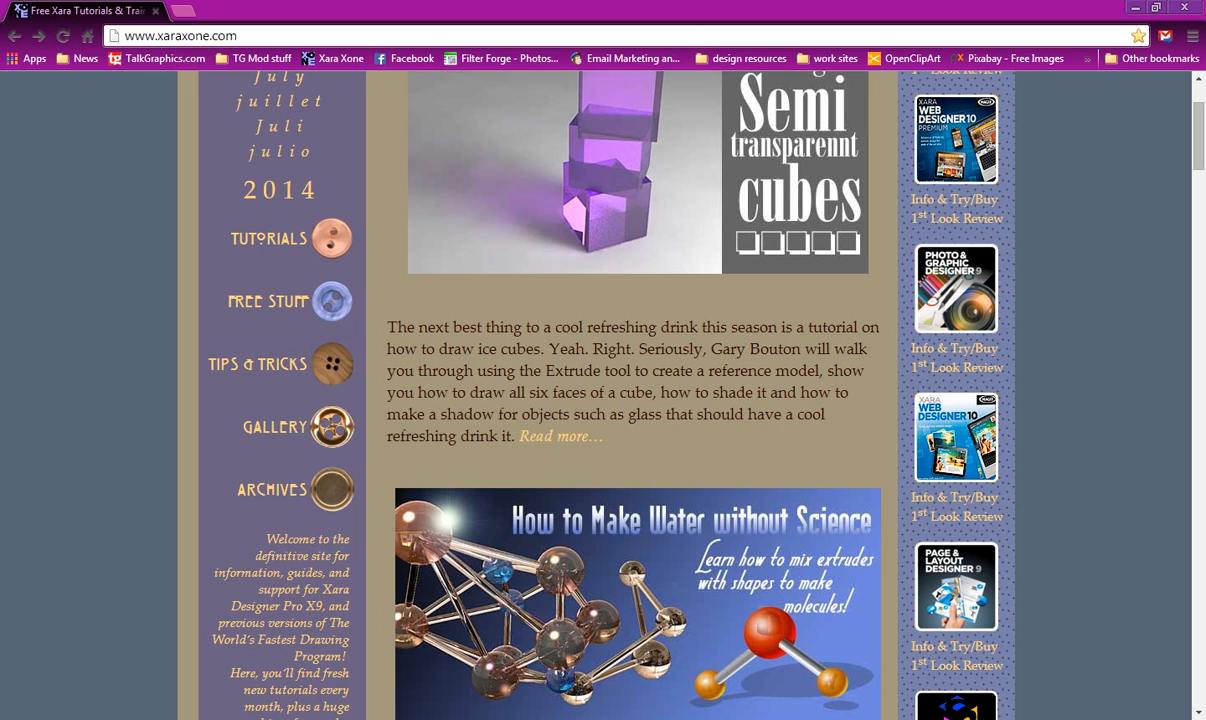 Free Xara Tutorials & Trai
www.xaraxone.com
Apps News TalkGraphics.com TG Mod stuff Xara Xone Facebook Filter Forge - Photos... Email Marketing an... design resources work sites OpenClipArt Pixabay - Free Images » Other bookmarks
July
juillet
Juli
julio
2014
TUTORIALS
FREE STUFF
TIPS & TRICKS
GALLERY
ARCHIVES
Welcome to the
definitive site for
information, guides, and
support for Xara
Designer Pro X9, and
previous versions of The
World's Fastest Drawing
Program!
Here, you'll find fresh
new tutorials every
month, plus a huge
Semi
transparennt
cubes
The next best thing to a cool refreshing drink this season is a tutorial on
how to draw ice cubes. Yeah. Right. Seriously, Gary Bouton will walk
you through using the Extrude tool to create a reference model, show
you how to draw all six faces of a cube, how to shade it and how to
make a shadow for objects such as glass that should have a cool
refreshing drink it. Read more...
How to Make Water without Science
Learn how to mix extrudes
with shapes to make
molecules!
1st Look Review
XARA
WEB
DESIGNER 10
PREMIUM
MAGIX
Info & Try/Buy
1st Look Review
PHOTO &
GRAPHIC
DESIGNER 9
Info & Try/Buy
1st Look Review
XARA
WEB
DESIGNER 10
MAGIX
Info & Try/Buy
1st Look Review
PAGE &
LAYOUT
DESIGNER 9
Info & Try/Buy
1st Look Review